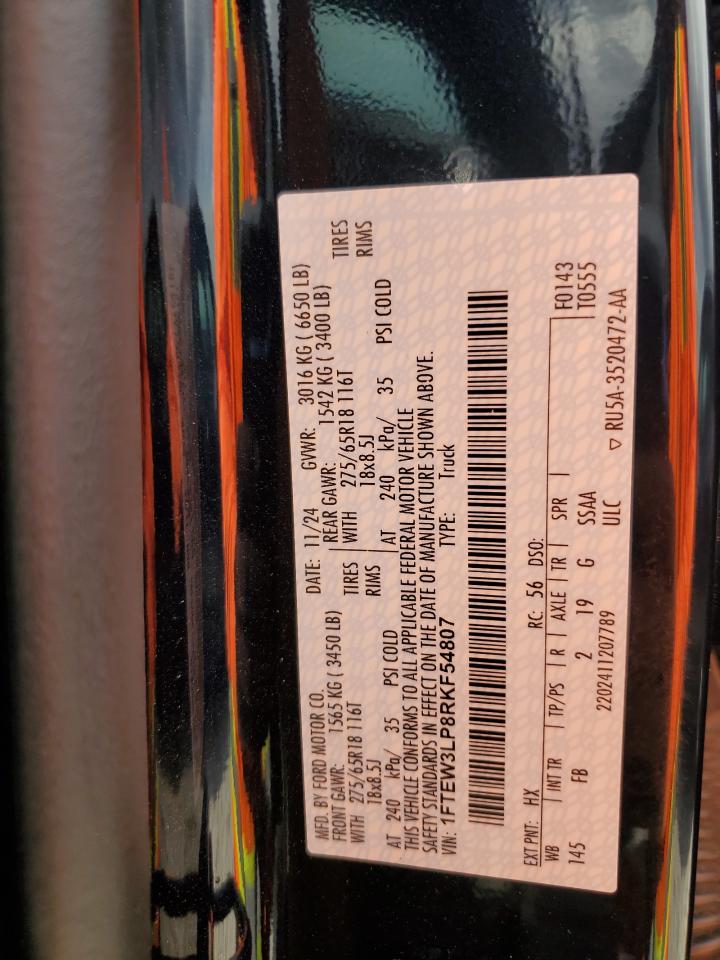 MFD. BY FORD MOTOR CO. DATE: 11/24 GVWR: 3016 KG ( 6650 LB)
FRONT GAWR: 1565 KG ( 3450 LB) REAR GAWR: 1542 KG ( 3400 LB)
WITH 275/65R18 116T TIRES WITH 275/65R18 116T TIRES
18x8.5J RIMS 18x8.5J RIMS
AT 240 kPa/ 35 PSI COLD AT 240 kPa/ 35 PSI COLD
THIS VEHICLE CONFORMS TO ALL APPLICABLE FEDERAL MOTOR VEHICLE
SAFETY STANDARDS IN EFFECT ON THE DATE OF MANUFACTURE SHOWN ABOVE.
VIN: 1FTEW3LP8RKF54807 TYPE: Truck
EXT PNT: HX RC: 56 DSO:
WB INT TR TP/PS R AXLE TR SPR F0143
145 FB 2 19 G SSAA T0555
ULC
2202411207789 ▽ RU5A-3520472-AA